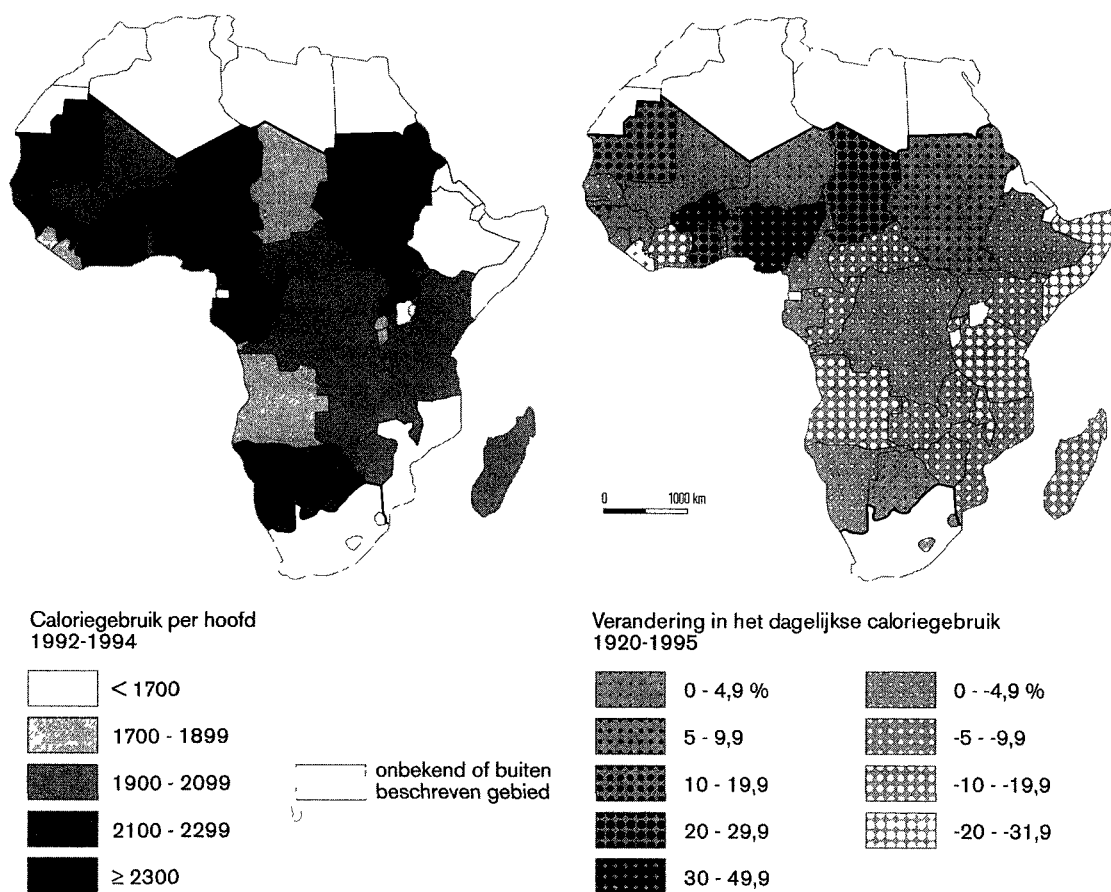 0 1000 km
Caloriegebruik per hoofd
1992-1994
< 1700
1700 - 1899
1900 - 2099
2100 - 2299
≥ 2300
onbekend of buiten
beschreven gebied
Verandering in het dagelijkse caloriegebruik
1920-1995
0 - 4,9 %
5 - 9,9
10 - 19,9
20 - 29,9
30 - 49,9
0 - -4,9 %
-5 - -9,9
-10 - -19,9
-20 - -31,9